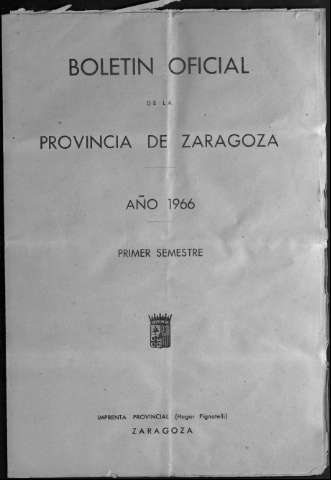 BOLETIN OFICIAL
DE LA
PROVINCIA DE ZARAGOZA
AÑO 1966
PRIMER SEMESTRE
IMPRENTA PROVINCIAL (Hogar Pignatelli)
ZARAGOZA